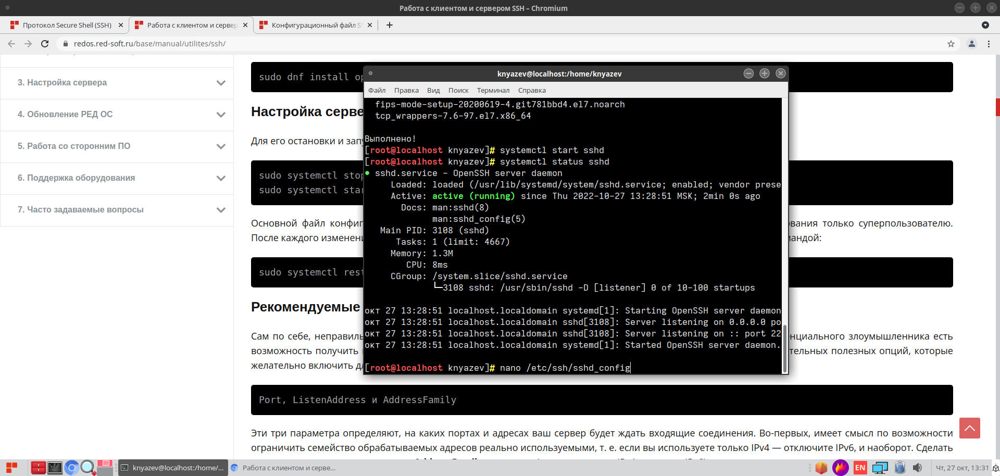 Работа с клиентом и сервером SSH – Chromium
Протокол Secure Shell (SSH)
Работа с клиентом и сервер
Конфигурационный файл SS
redos.red-soft.ru/base/manual/utilites/ssh/
3. Настройка сервера
4. Обновление РЕД ОС
5. Работа со сторонним ПО
6. Поддержка оборудования
7. Часто задаваемые вопросы
sudo dnf install op
Настройка серве
Для его остановки и запу
sudo systemctl stop
sudo systemctl star
Основной файл конфиг
ования только суперпользователю.
После каждого изменени
мандой:
sudo systemctl rest
Рекомендуемые
Сам по себе, неправиль
нциального злоумышленника есть
возможность получить
тельных полезных опций, которые
желательно включить дл
Port, ListenAddress и AddressFamily
Эти три параметра определяют, на каких портах и адресах ваш сервер будет ждать входящие соединения. Во-первых, имеет смысл по возможности
ограничить семейство обрабатываемых адресов реально используемыми, т. е. если вы используете только IPv4 — отключите IPv6, и наоборот. Сделать
knyazev@localhost:/home/knyazev
Файл Правка Вид Поиск Терминал Справка
fips-mode-setup-20200619-4.git781bbd4.el7.noarch
tcp_wrappers-7.6-97.el7.x86_64
Выполнено!
[root@localhost knyazev]# systemctl start sshd
[root@localhost knyazev]# systemctl status sshd
● sshd.service - OpenSSH server daemon
Loaded: loaded (/usr/lib/systemd/system/sshd.service; enabled; vendor prese
Active: active (running) since Thu 2022-10-27 13:28:51 MSK; 2min 0s ago
Docs: man:sshd(8)
man:sshd_config(5)
Main PID: 3108 (sshd)
Tasks: 1 (limit: 4667)
Memory: 1.3M
CPU: 8ms
CGroup: /system.slice/sshd.service
└─3108 sshd: /usr/sbin/sshd -D [listener] 0 of 10-100 startups
окт 27 13:28:51 localhost.localdomain systemd[1]: Starting OpenSSH server daemon
окт 27 13:28:51 localhost.localdomain sshd[3108]: Server listening on 0.0.0.0 po
окт 27 13:28:51 localhost.localdomain sshd[3108]: Server listening on :: port 22
окт 27 13:28:51 localhost.localdomain systemd[1]: Started OpenSSH server daemon.
[root@localhost knyazev]# nano /etc/ssh/sshd_config
knyazev@localhost:/home/...
Работа с клиентом и серве...
EN
Чт, 27 окт, 13:31